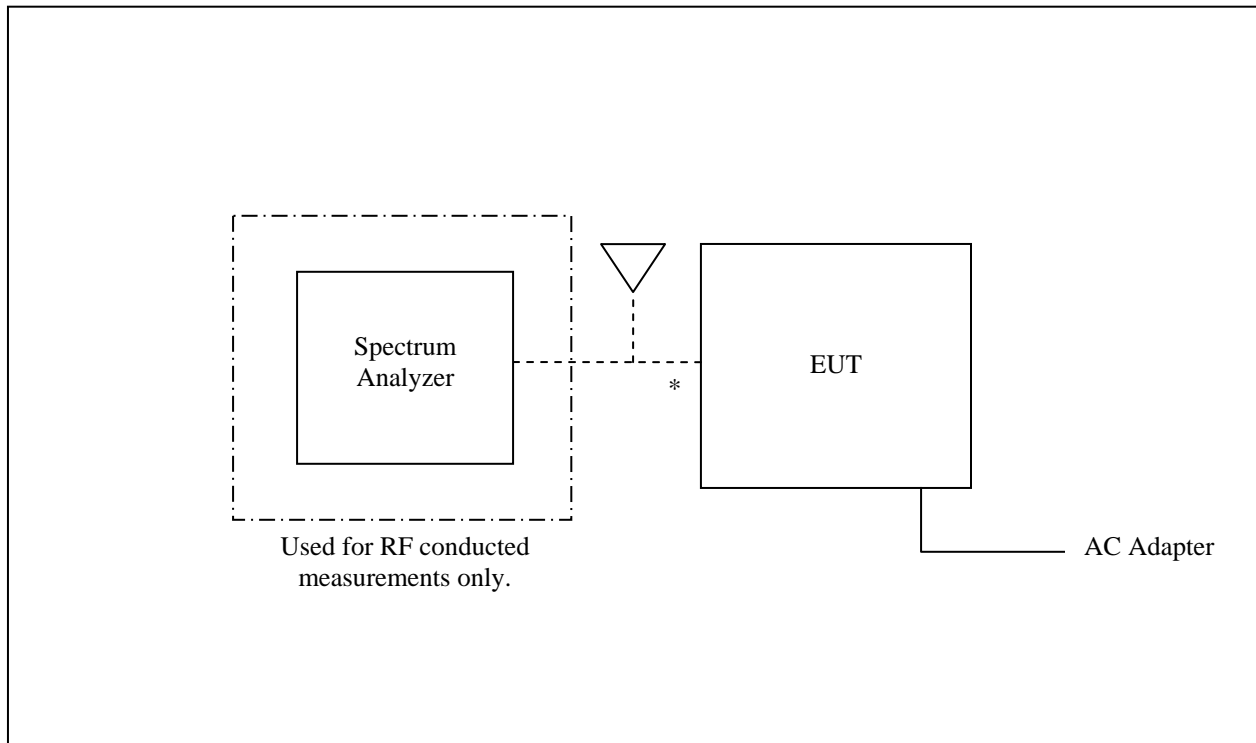 Spectrum
Analyzer
EUT
*
Used for RF conducted
measurements only.
AC Adapter